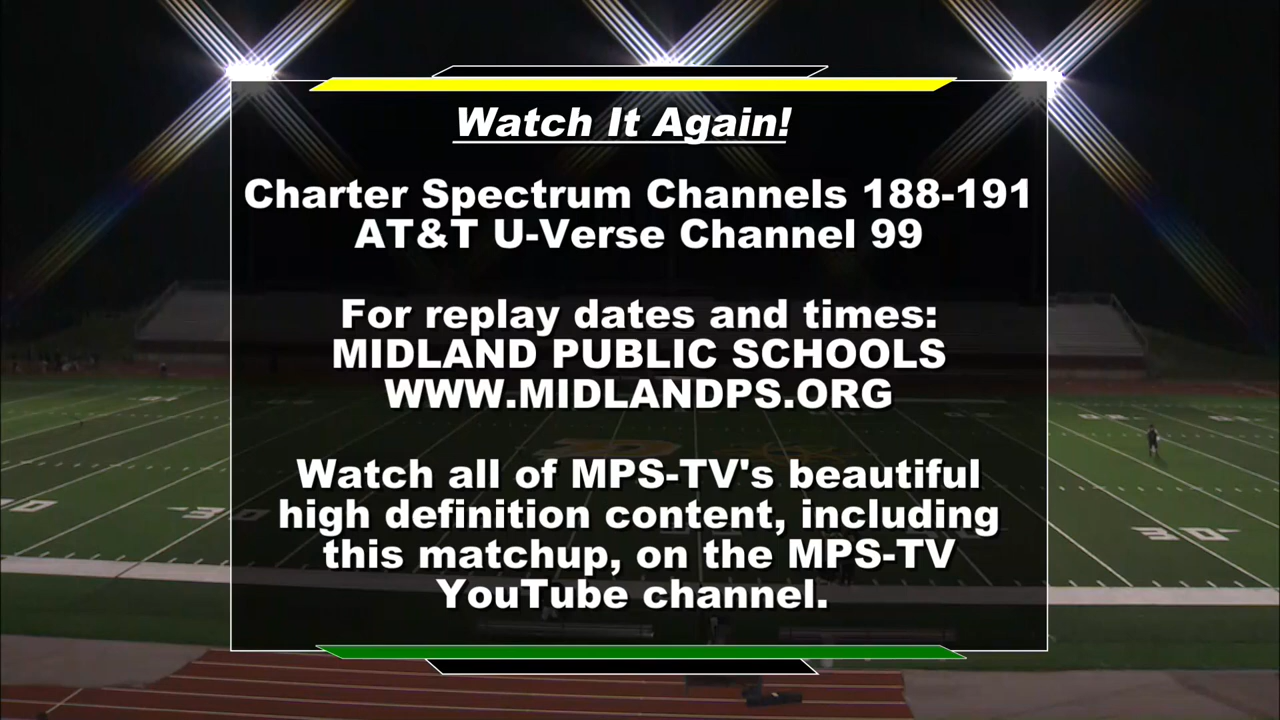 Watch It Again!
Charter Spectrum Channels 188-191
AT&T U-Verse Channel 99
For replay dates and times:
MIDLAND PUBLIC SCHOOLS
WWW.MIDLANDPS.ORG
Watch all of MPS-TV's beautiful
high definition content, including
this matchup, on the MPS-TV
YouTube channel.
30